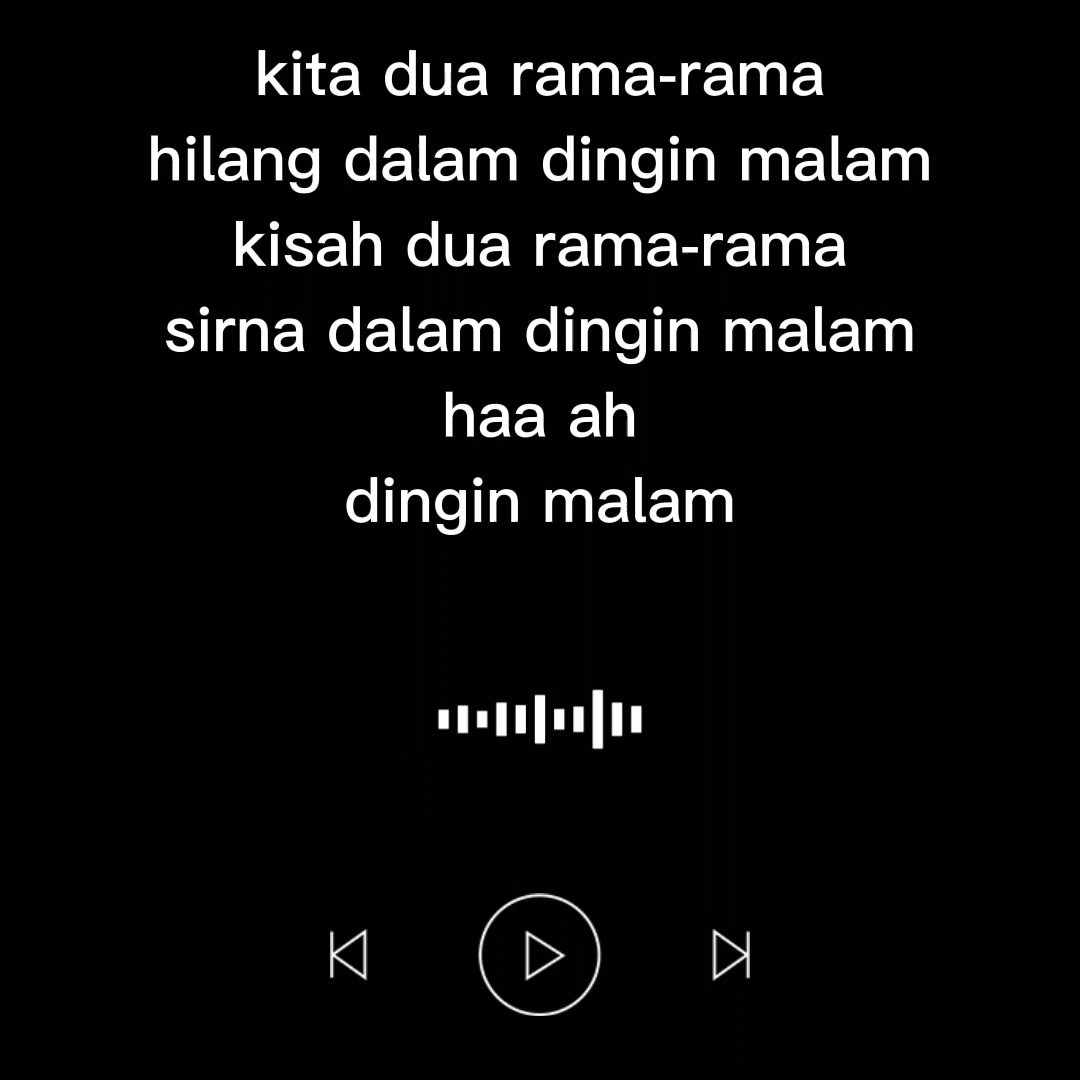 kita dua rama-rama
hilang dalam dingin malam
kisah dua rama-rama
sirna dalam dingin malam
haa ah
dingin malam